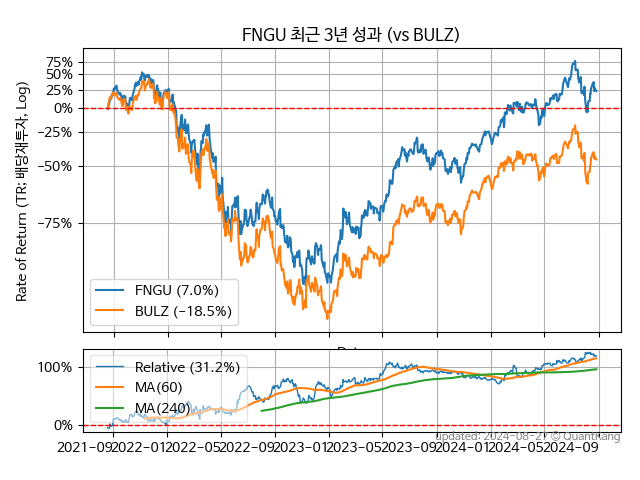 FNGU 최근 3년 성과 (vs BULZ)
Rate of Return (TR: 배당재투자, Log)
75%
50%
25%
0%
−25%
−50%
−75%
FNGU (7.0%)
BULZ (−18.5%)
100%
0%
Relative (31.2%)
MA(60)
MA(240)
2021−09 2022−01 2022−05 2022−09 2023−01 2023−05 2023−09 2024−01 2024−05 2024−09
updated: 2024−08−27 © QuantKang